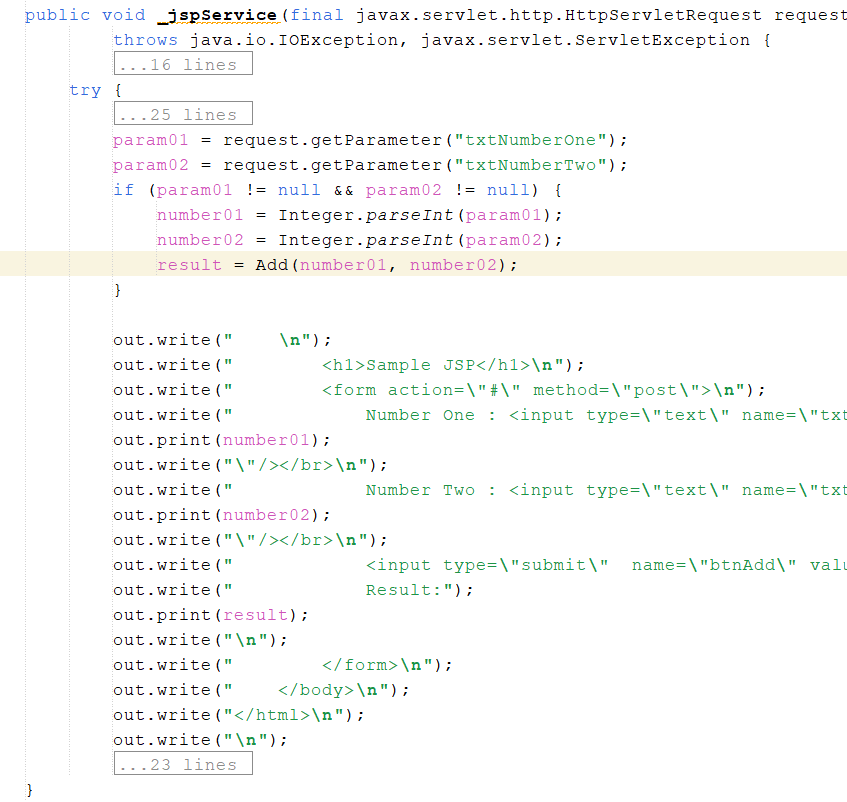 public void _jspService(final javax.servlet.http.HttpServletRequest request
throws java.io.IOException, javax.servlet.ServletException {
...16 lines
try {
...25 lines
param01 = request.getParameter("txtNumberOne");
param02 = request.getParameter("txtNumberTwo");
if (param01 != null && param02 != null) {
number01 = Integer.parseInt(param01);
number02 = Integer.parseInt(param02);
result = Add(number01, number02);
}
out.write("    \n");
out.write("        <h1>Sample JSP</h1>\n");
out.write("        <form action=\"#\" method=\"post\">\n");
out.write("            Number One : <input type=\"text\" name=\"txt
out.print(number01);
out.write("\"/></br>\n");
out.write("            Number Two : <input type=\"text\" name=\"txt
out.print(number02);
out.write("\"/></br>\n");
out.write("            <input type=\"submit\"  name=\"btnAdd\" valu
out.write("            Result:");
out.print(result);
out.write("\n");
out.write("        </form>\n");
out.write("    </body>\n");
out.write("</html>\n");
out.write("\n");
...23 lines
}